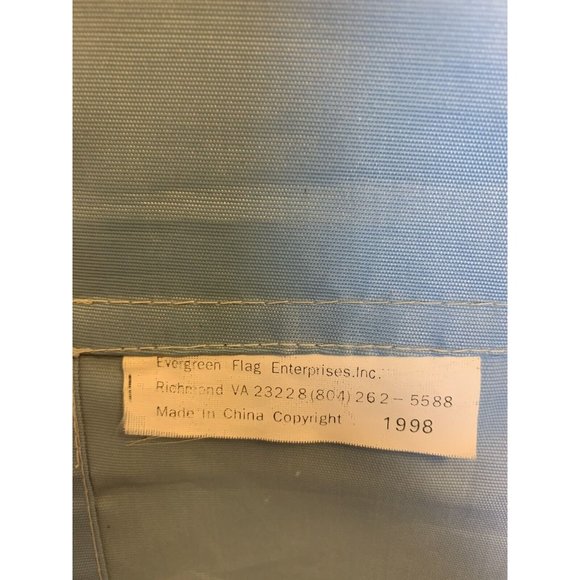 Evergreen Flag Enterprises.Inc.
Richmond VA 23228(804)262-5588
Made in China Copyright 1998